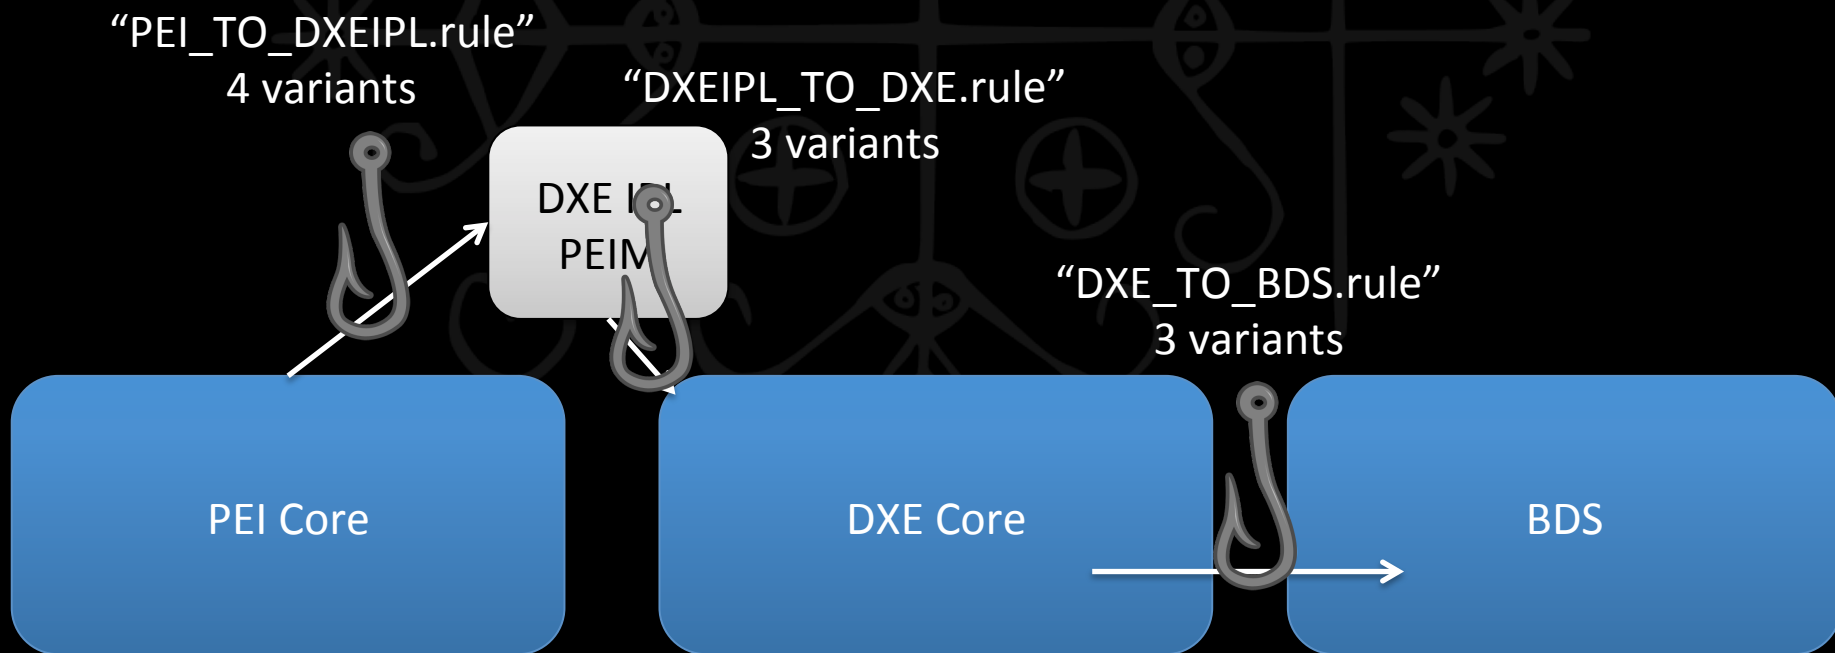 “PEI_TO_DXEIPL.rule”
4 variants
“DXEIPL_TO_DXE.rule”
3 variants
DXE IPL
PEIM
“DXE_TO_BDS.rule”
3 variants
PEI Core
DXE Core
BDS